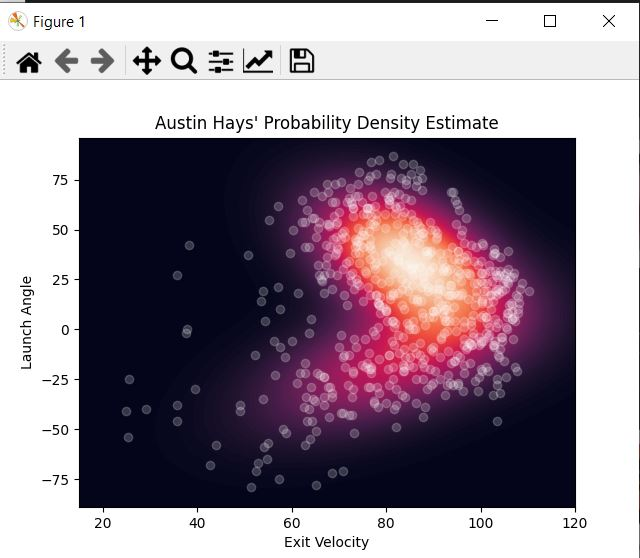 Figure 1
Austin Hays' Probability Density Estimate
75
50
25
0
−25
−50
−75
Launch Angle
20 40 60 80 100 120
Exit Velocity